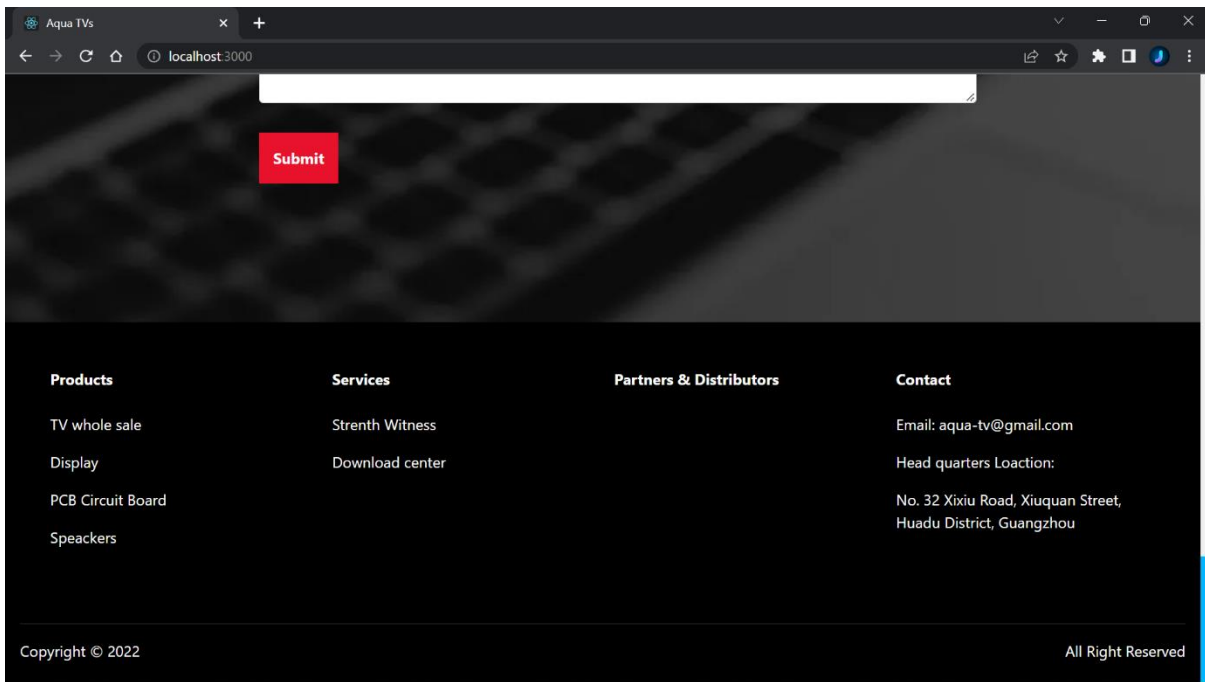 Aqua TVs
localhost:3000
Submit
Products
TV whole sale
Display
PCB Circuit Board
Speackers
Services
Strenth Witness
Download center
Partners & Distributors
Contact
Email: aqua-tv@gmail.com
Head quarters Loaction:
No. 32 Xixiu Road, Xiuquan Street,
Huadu District, Guangzhou
Copyright © 2022
All Right Reserved